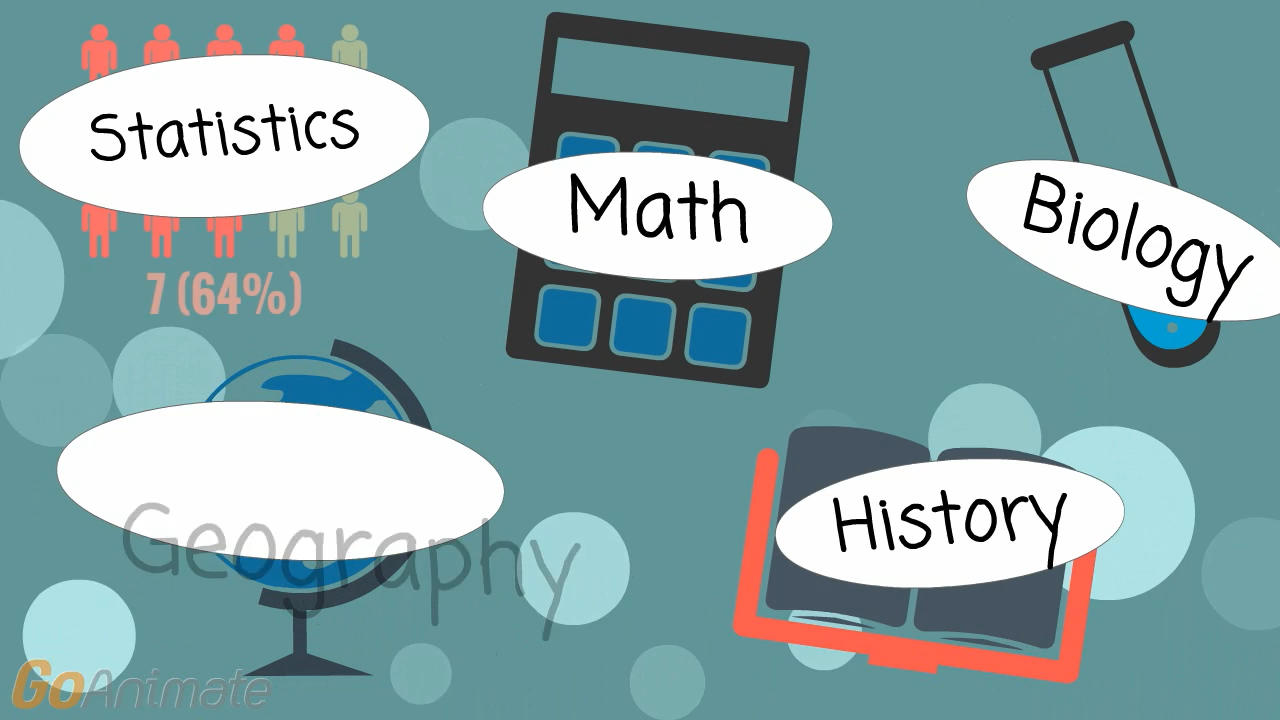 Statistics
Math
Biology
7 (64%)
Geography
History
GoAnimate